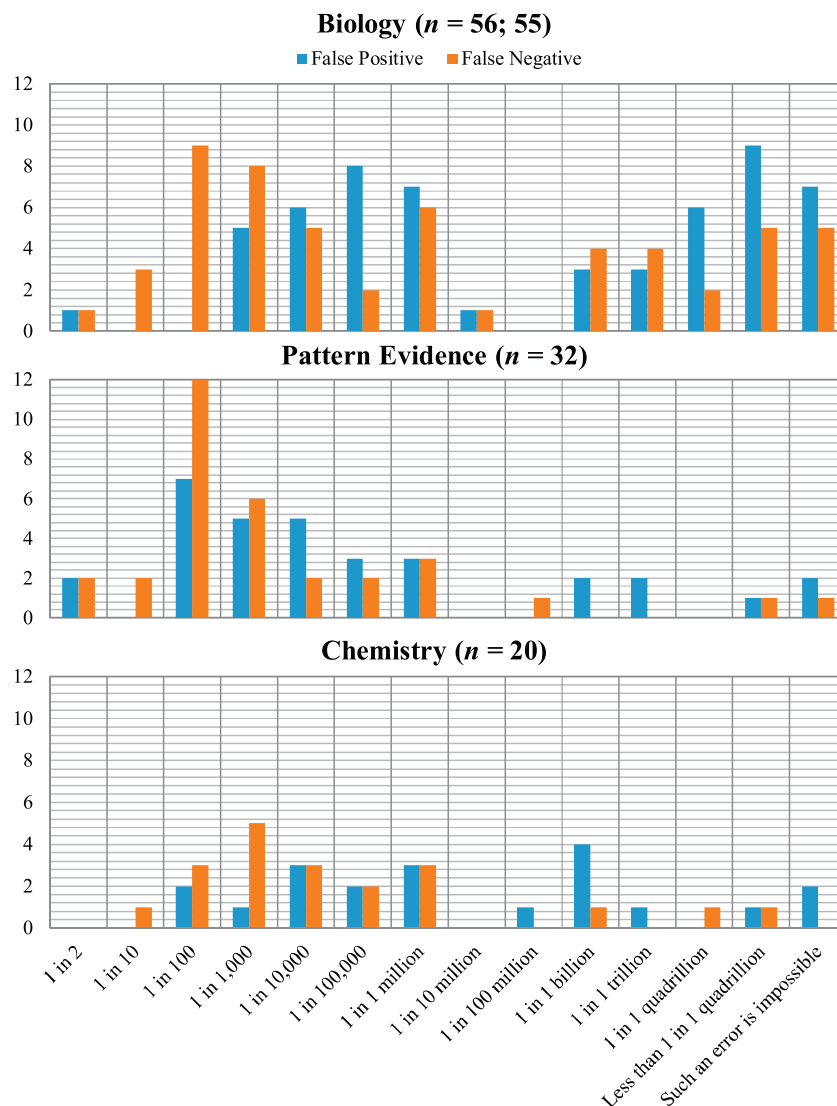 Biology (n = 56; 55)
False Positive False Negative
12
10
8
6
4
2
0
Pattern Evidence (n = 32)
12
10
8
6
4
2
0
Chemistry (n = 20)
12
10
8
6
4
2
0
1 in 2
1 in 10
1 in 100
1 in 1,000
1 in 10,000
1 in 100,000
1 in 1 million
1 in 10 million
1 in 100 million
1 in 1 billion
1 in 1 trillion
1 in 1 quadrillion
Less than 1 in 1 quadrillion
Such an error is impossible